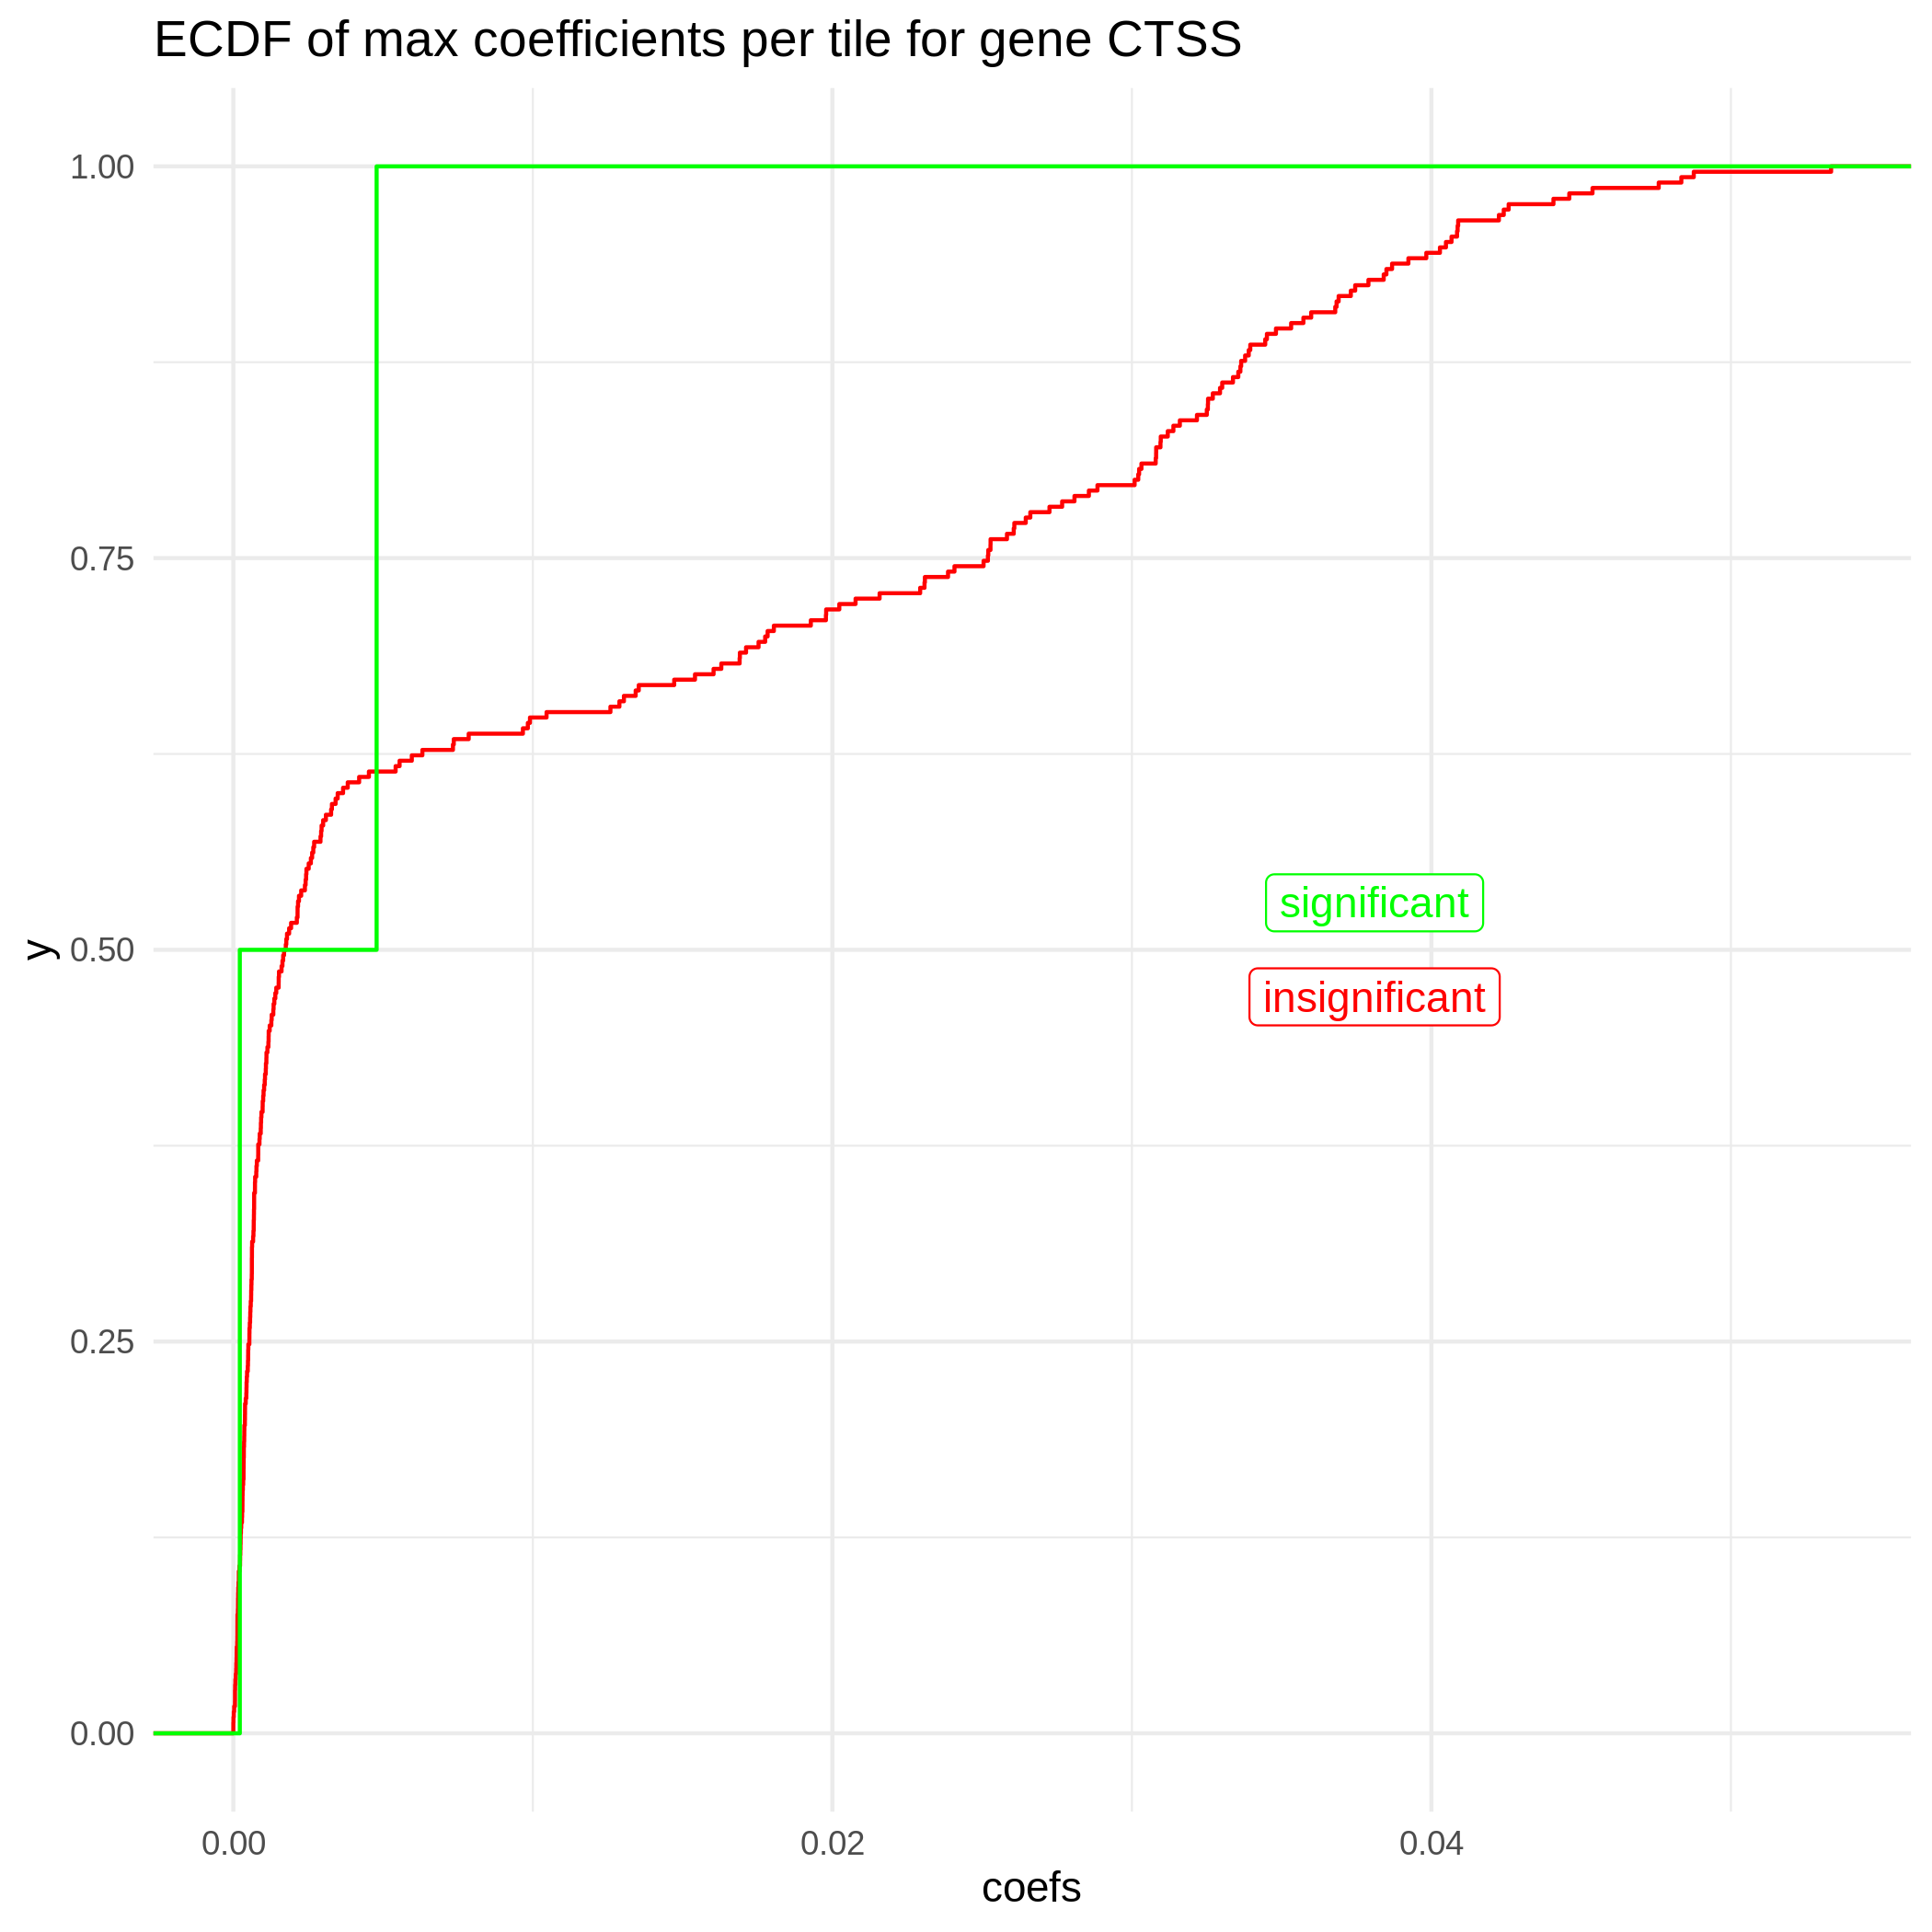 ECDF of max coefficients per tile for gene CTSS
1.00
0.75
0.50
0.25
0.00
y
significant
insignificant
0.00
0.02
0.04
coefs